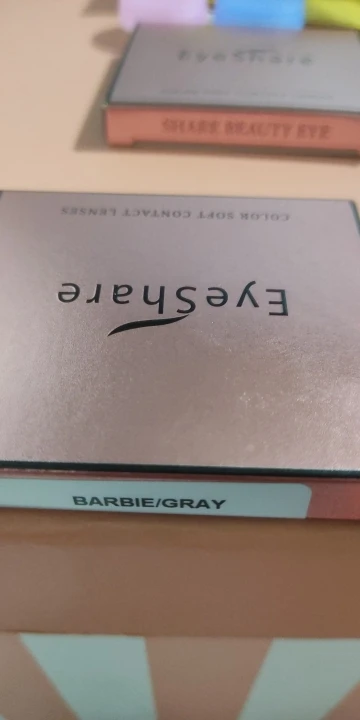 EyeShare
SHARE BEAUTY EYE
COLOR SOFT CONTACT LENSES
EyeShare
BARBIE/GRAY